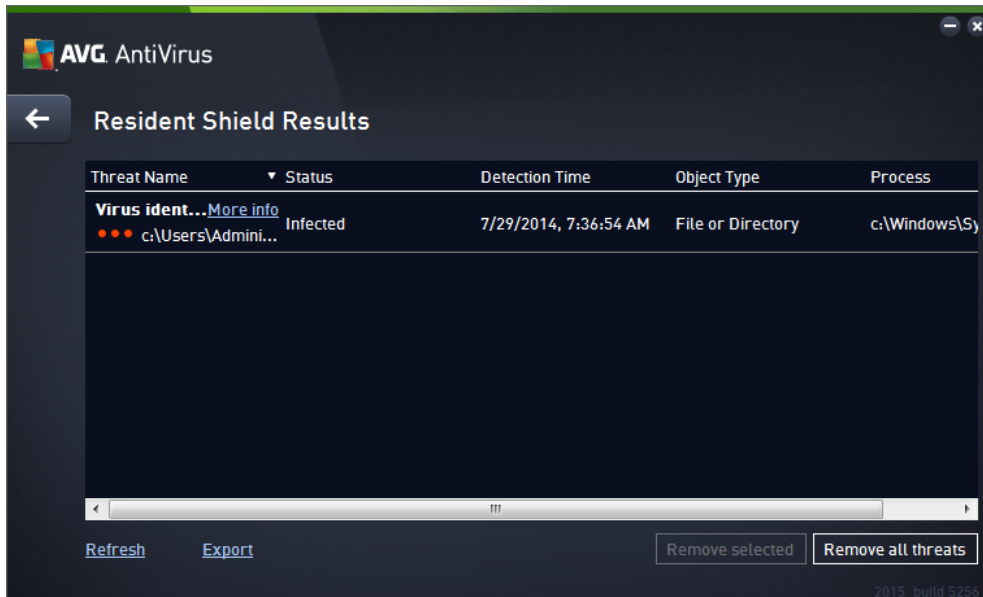 AVG. AntiVirus
Resident Shield Results
Threat Name Status Detection Time Object Type Process
Virus ident... More info Infected 7/29/2014, 7:36:54 AM File or Directory c:\Windows\Sy
c:\Users\Admini...
Refresh Export Remove selected Remove all threats
2015 build 5256